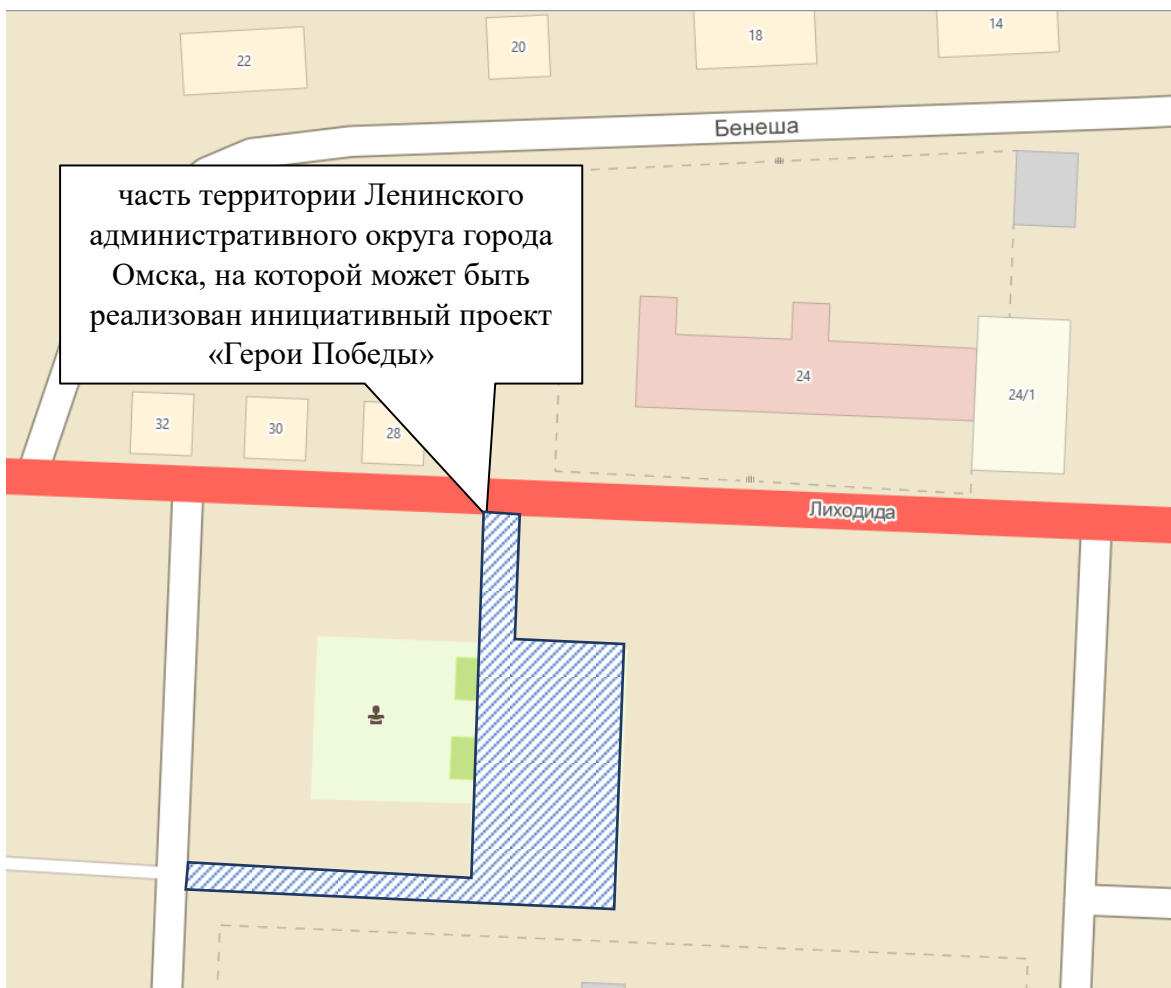 22
20
18
14
Бенеша
часть территории Ленинского
административного округа города
Омска, на которой может быть
реализован инициативный проект
«Герои Победы»
24
24/1
32
30
28
Лиходида